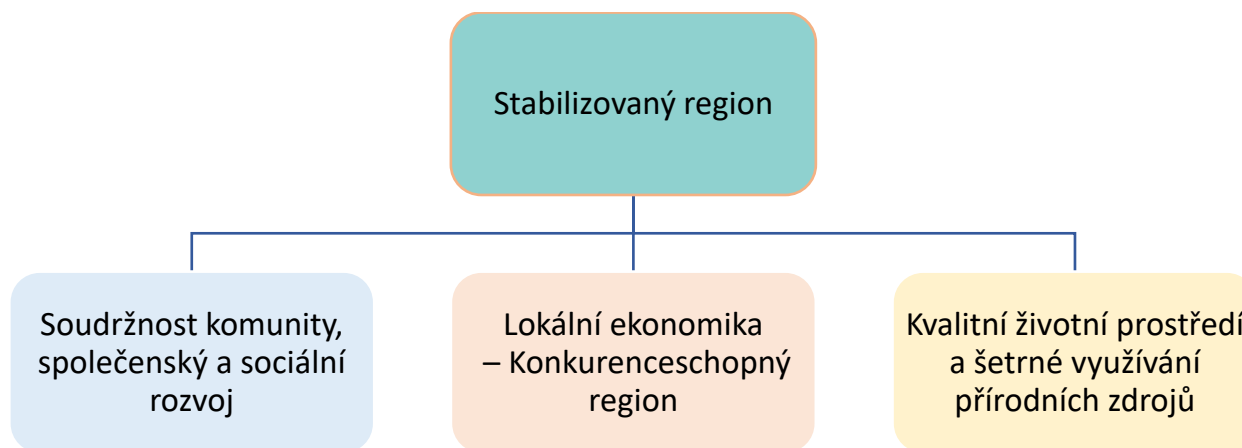 Stabilizovaný region
Soudržnost komunity,
společenský a sociální
rozvoj
Lokální ekonomika
– Konkurenceschopný
region
Kvalitní životní prostředí
a šetrné využívání
přírodních zdrojů